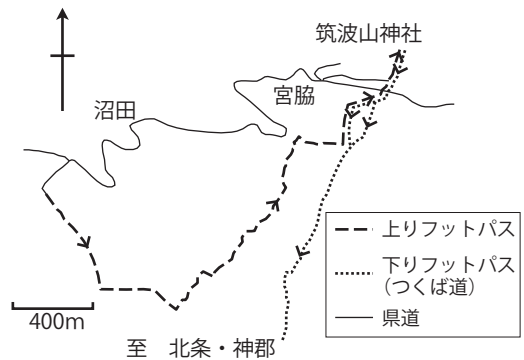 筑波山神社
宮脇
沼田
上りフットパス
下りフットパス
(つくば道)
県道
400m
至　北条・神郡